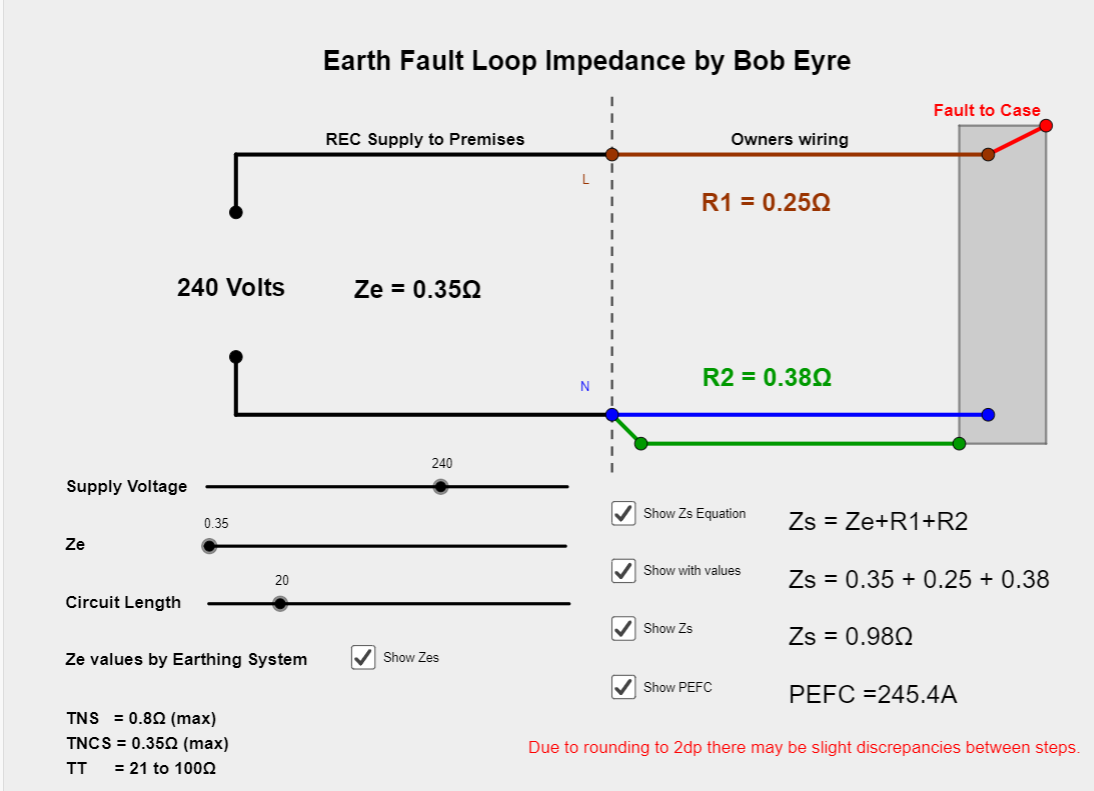 Earth Fault Loop Impedance by Bob Eyre
Fault to Case
REC Supply to Premises
Owners wiring
L
R1 = 0.25Ω
240 Volts
Ze = 0.35Ω
R2 = 0.38Ω
N
240
Supply Voltage
0.35
Ze
20
Circuit Length
Ze values by Earthing System
Show Zes
TNS = 0.8Ω (max)
TNCS = 0.35Ω (max)
TT = 21 to 100Ω
Show Zs Equation
Zs = Ze+R1+R2
Show with values
Zs = 0.35 + 0.25 + 0.38
Show Zs
Zs = 0.98Ω
Show PEFC
PEFC =245.4A
Due to rounding to 2dp there may be slight discrepancies between steps.